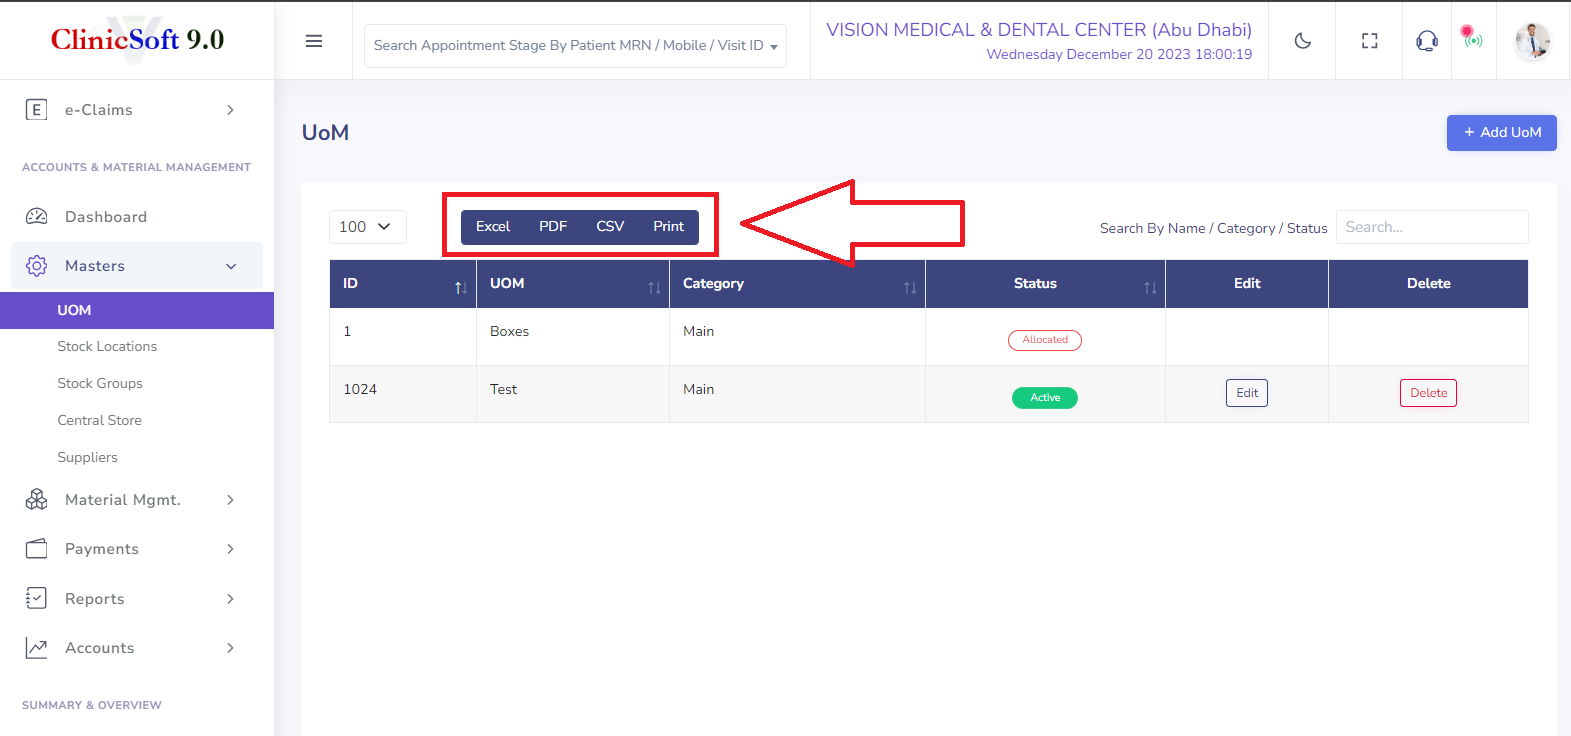 ClinicSoft 9.0
Search Appointment Stage By Patient MRN / Mobile / Visit ID
VISION MEDICAL & DENTAL CENTER (Abu Dhabi)
Wednesday December 20 2023 18:00:19
E e-Claims
ACCOUNTS & MATERIAL MANAGEMENT
Dashboard
Masters
UOM
Stock Locations
Stock Groups
Central Store
Suppliers
Material Mgmt.
Payments
Reports
Accounts
SUMMARY & OVERVIEW
UoM
+ Add UoM
100
Excel PDF CSV Print
Search By Name / Category / Status Search...
ID UOM Category Status Edit Delete
1 Boxes Main Allocated
1024 Test Main Active Edit Delete